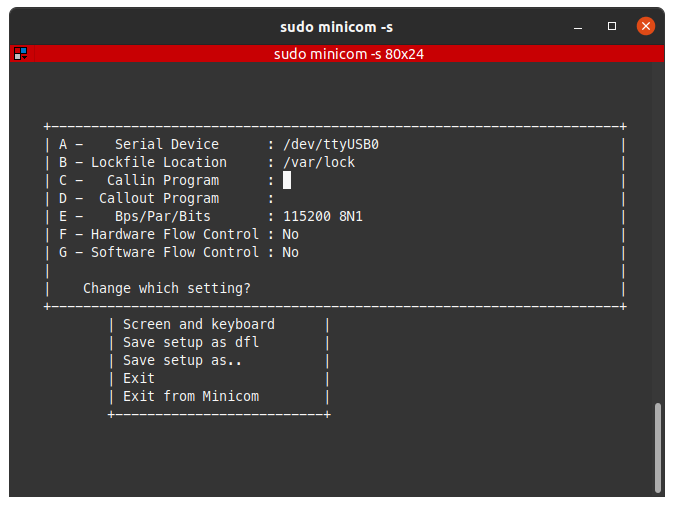 sudo minicom -s
sudo minicom -s 80x24
A - Serial Device : /dev/ttyUSB0
B - Lockfile Location : /var/lock
C - Callin Program :
D - Callout Program :
E - Bps/Par/Bits : 115200 8N1
F - Hardware Flow Control : No
G - Software Flow Control : No
Change which setting?
Screen and keyboard
Save setup as dfl
Save setup as..
Exit
Exit from Minicom